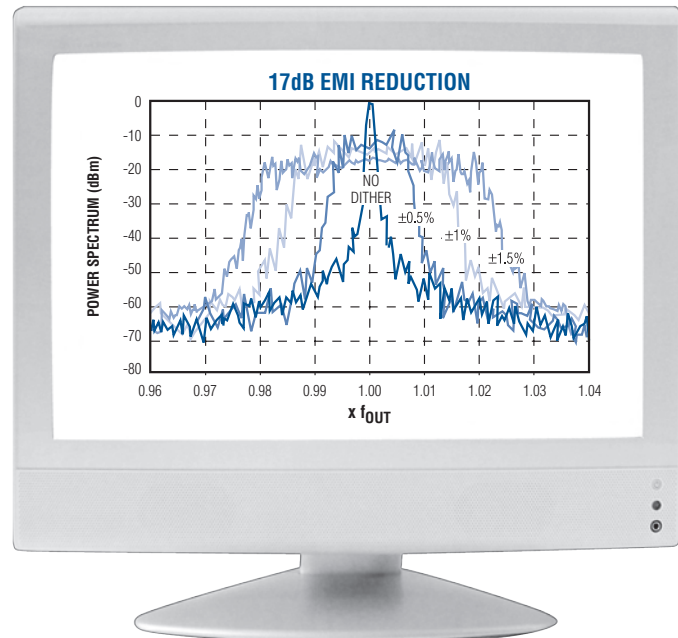 17dB EMI REDUCTION
POWER SPECTRUM (dBm)
0
-10
-20
-30
-40
-50
-60
-70
-80
NO
DITHER
±0.5%
±1%
±1.5%
0.96 0.97 0.98 0.99 1.00 1.01 1.02 1.03 1.04
x fOUT